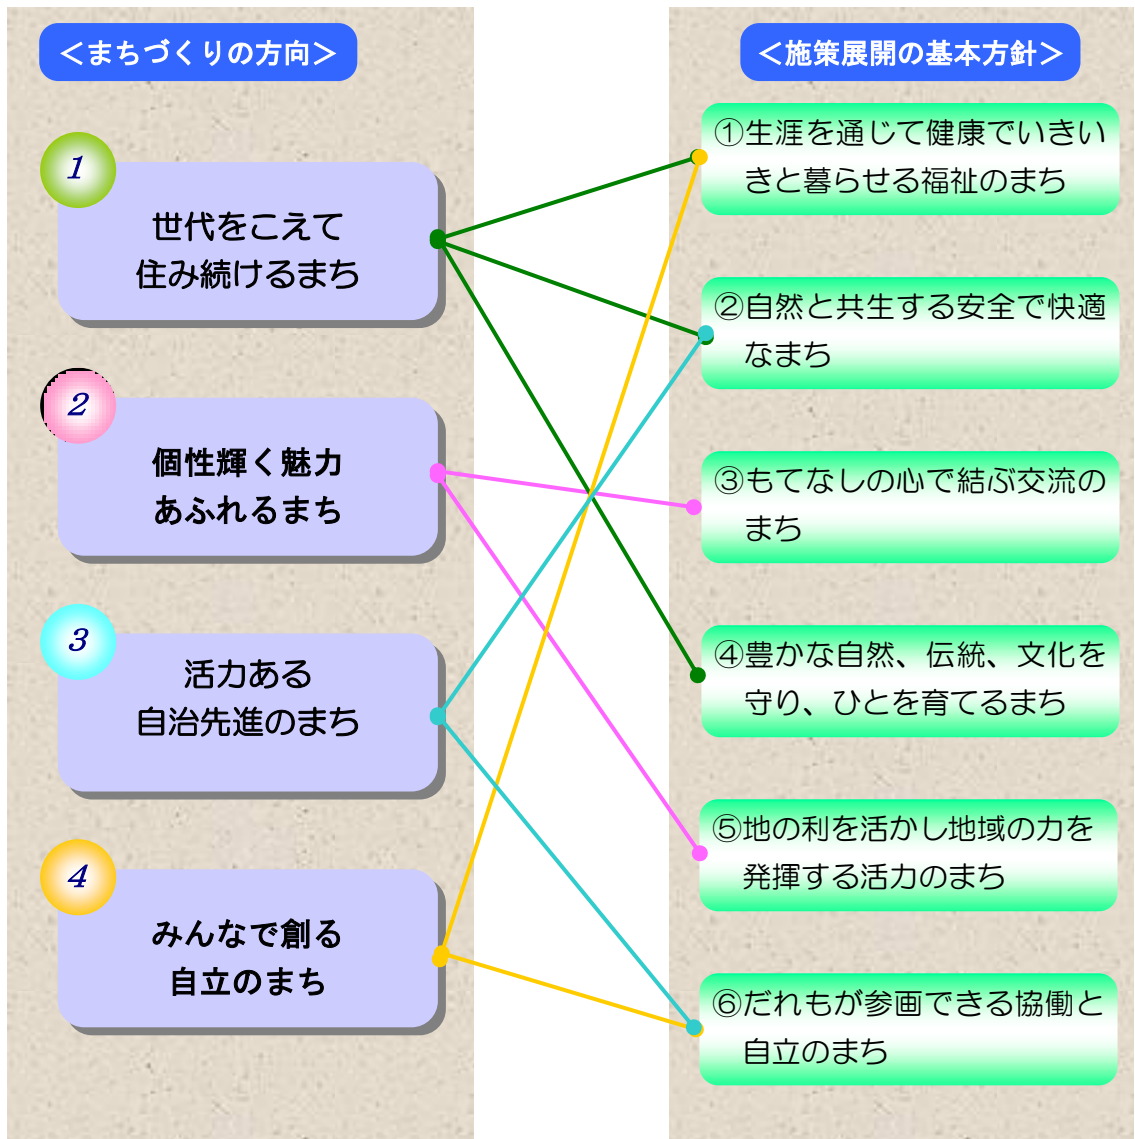 ＜まちづくりの方向＞
1
世代をこえて
住み続けるまち
2
個性輝く魅力
あふれるまち
3
活力ある
自治先進のまち
4
みんなで創る
自立のまち
＜施策展開の基本方針＞
①生涯を通じて健康でいきい
きと暮らせる福祉のまち
②自然と共生する安全で快適
なまち
③もてなしの心で結ぶ交流の
まち
④豊かな自然、伝統、文化を
守り、ひとを育てるまち
⑤地の利を活かし地域の力を
発揮する活力のまち
⑥だれもが参画できる協働と
自立のまち